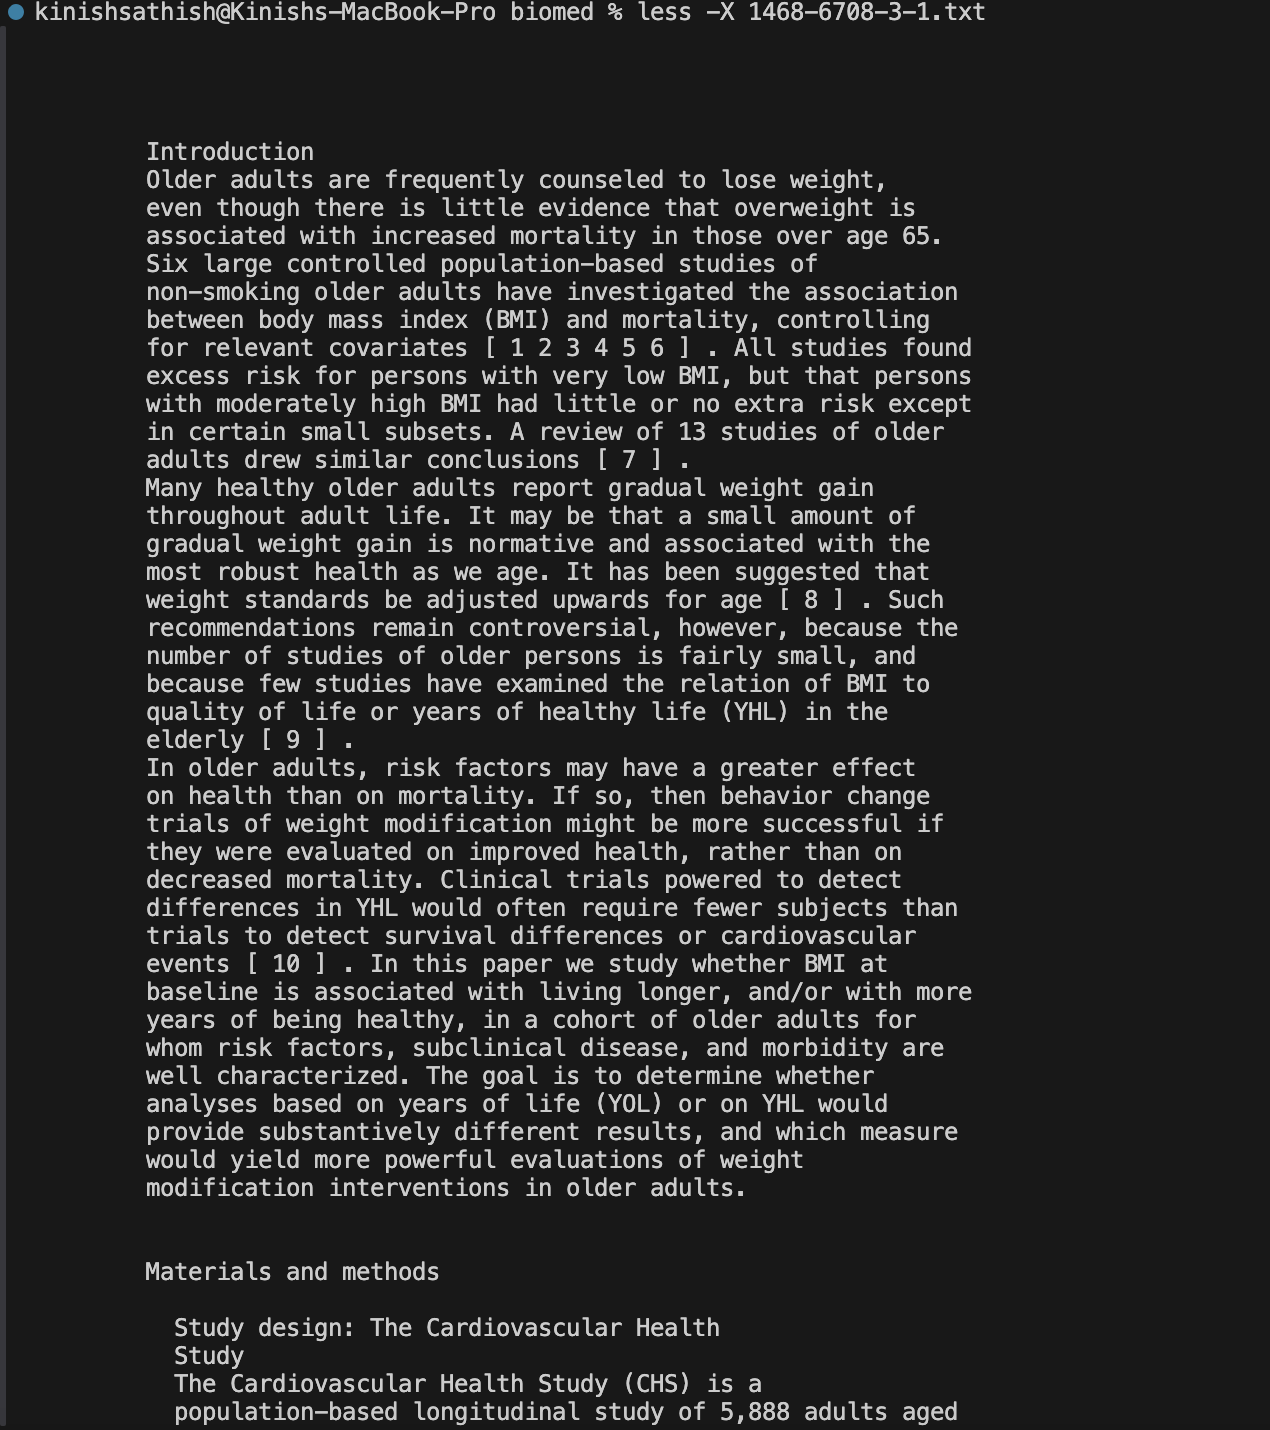 kinishsathish@Kinishs-MacBook-Pro biomed % less -X 1468-6708-3-1.txt
Introduction
Older adults are frequently counseled to lose weight,
even though there is little evidence that overweight is
associated with increased mortality in those over age 65.
Six large controlled population-based studies of
non-smoking older adults have investigated the association
between body mass index (BMI) and mortality, controlling
for relevant covariates [ 1 2 3 4 5 6 ] . All studies found
excess risk for persons with very low BMI, but that persons
with moderately high BMI had little or no extra risk except
in certain small subsets. A review of 13 studies of older
adults drew similar conclusions [ 7 ] .
Many healthy older adults report gradual weight gain
throughout adult life. It may be that a small amount of
gradual weight gain is normative and associated with the
most robust health as we age. It has been suggested that
weight standards be adjusted upwards for age [ 8 ] . Such
recommendations remain controversial, however, because the
number of studies of older persons is fairly small, and
because few studies have examined the relation of BMI to
quality of life or years of healthy life (YHL) in the
elderly [ 9 ] .
In older adults, risk factors may have a greater effect
on health than on mortality. If so, then behavior change
trials of weight modification might be more successful if
they were evaluated on improved health, rather than on
decreased mortality. Clinical trials powered to detect
differences in YHL would often require fewer subjects than
trials to detect survival differences or cardiovascular
events [ 10 ] . In this paper we study whether BMI at
baseline is associated with living longer, and/or with more
years of being healthy, in a cohort of older adults for
whom risk factors, subclinical disease, and morbidity are
well characterized. The goal is to determine whether
analyses based on years of life (YOL) or on YHL would
provide substantively different results, and which measure
would yield more powerful evaluations of weight
modification interventions in older adults.
Materials and methods
Study design: The Cardiovascular Health
Study
The Cardiovascular Health Study (CHS) is a
population-based longitudinal study of 5,888 adults aged